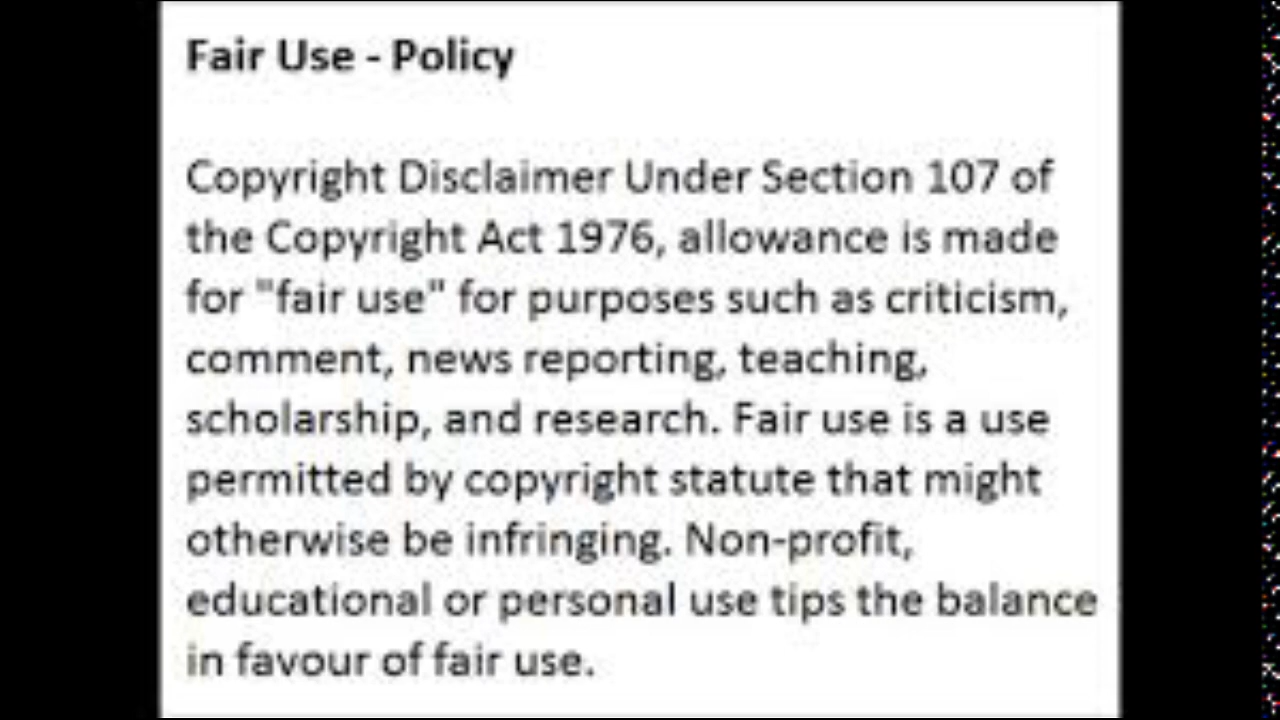 Fair Use - Policy
Copyright Disclaimer Under Section 107 of
the Copyright Act 1976, allowance is made
for "fair use" for purposes such as criticism,
comment, news reporting, teaching,
scholarship, and research. Fair use is a use
permitted by copyright statute that might
otherwise be infringing. Non-profit,
educational or personal use tips the balance
in favour of fair use.